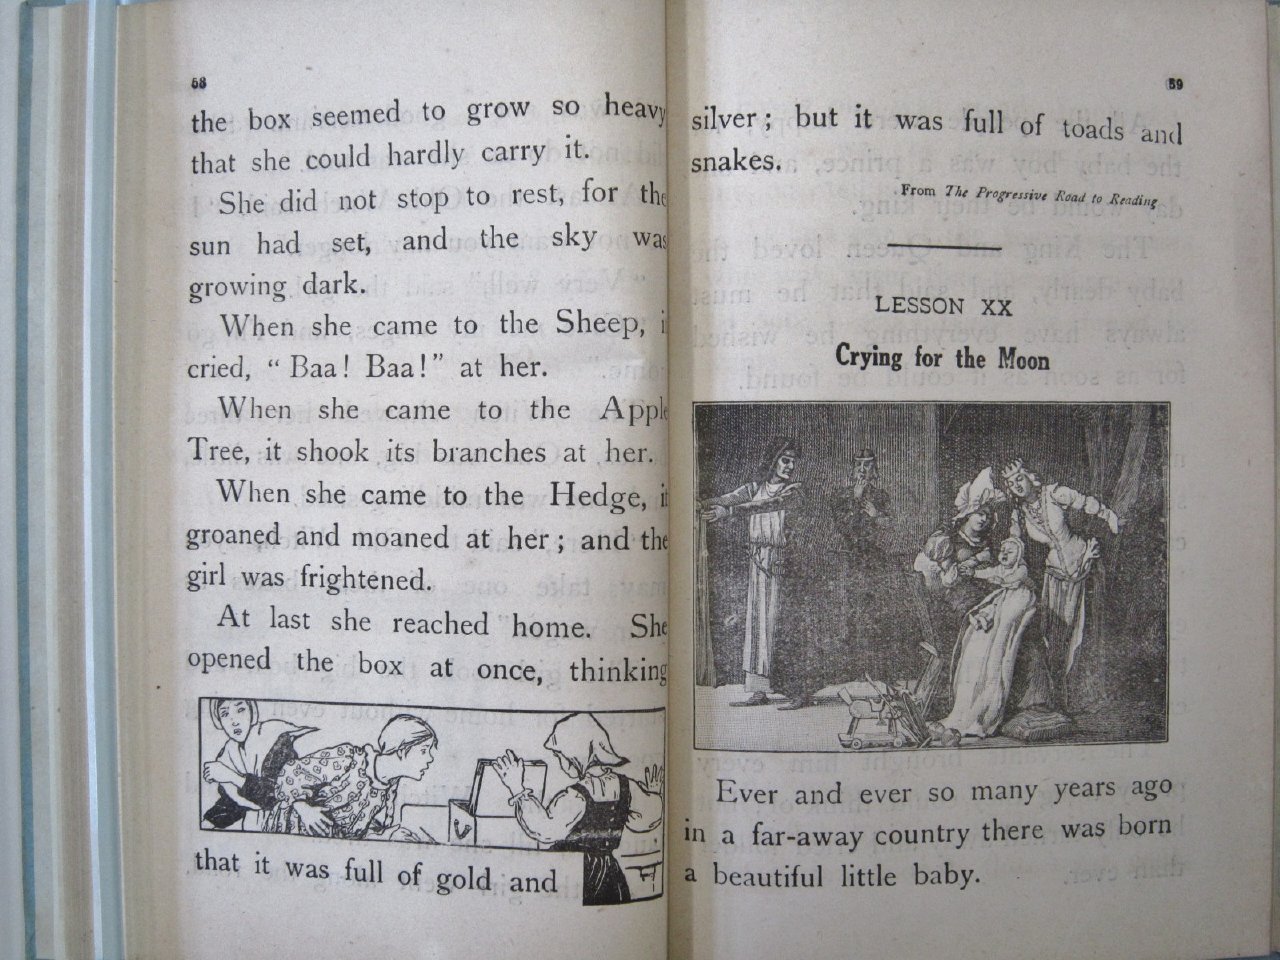 58
the box seemed to grow so heavy
that she could hardly carry it.
She did not stop to rest, for the
sun had set, and the sky was
growing dark.
When she came to the Sheep, i
cried, “ Baa! Baa!” at her.
When she came to the Apple
Tree, it shook its branches at her.
When she came to the Hedge, it
groaned and moaned at her; and the
girl was frightened.
At last she reached home. She
opened the box at once, thinking
that it was full of gold and
59
silver; but it was full of toads and
snakes.
From The Progressive Road to Reading
LESSON XX
Crying for the Moon
Ever and ever so many years ago
in a far-away country there was born
a beautiful little baby.